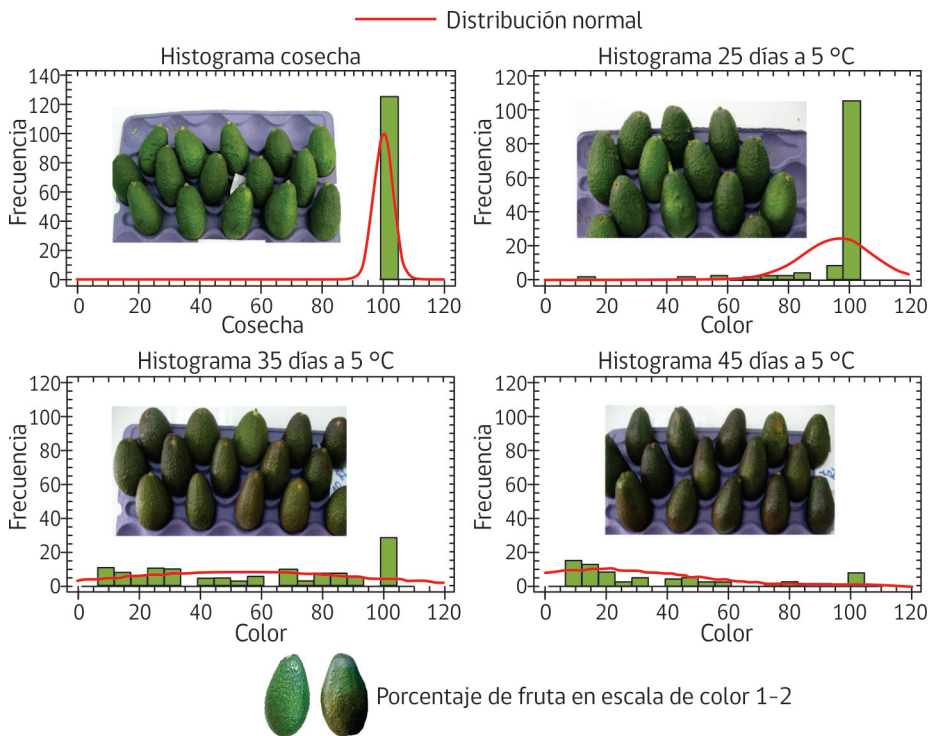 Distribución normal
Histograma cosecha
Frecuencia
140
120
100
80
60
40
20
0
0 20 40 60 80 100 120
Cosecha
Histograma 25 días a 5 °C
Frecuencia
120
100
80
60
40
20
0
0 20 40 60 80 100 120
Color
Histograma 35 días a 5 °C
Frecuencia
120
100
80
60
40
20
0
0 20 40 60 80 100 120
Color
Histograma 45 días a 5 °C
Frecuencia
120
100
80
60
40
20
0
0 20 40 60 80 100 120
Color
Porcentaje de fruta en escala de color 1-2